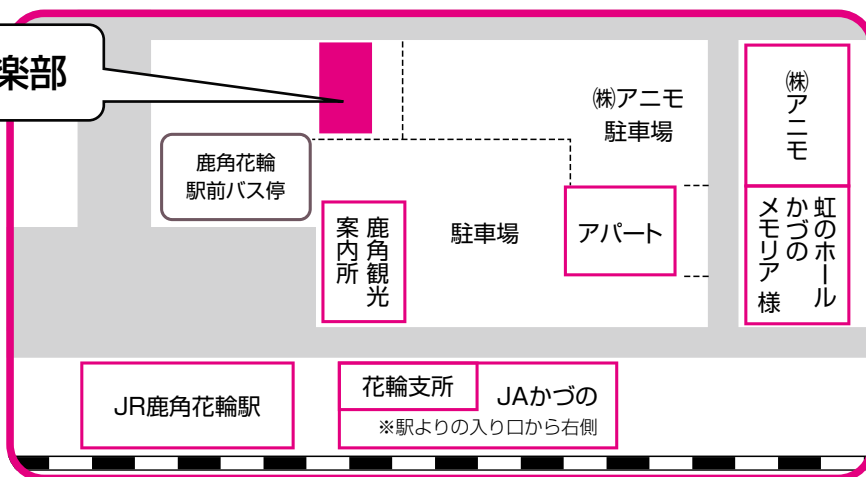 楽部
㈱アニモ
駐車場
㈱アニモ
鹿角花輪
駅前バス停
鹿角観光
案内所
駐車場
アパート
虹のホール
かづの
メモリア 様
JR鹿角花輪駅
花輪支所
JAかづの
※駅よりの入り口から右側